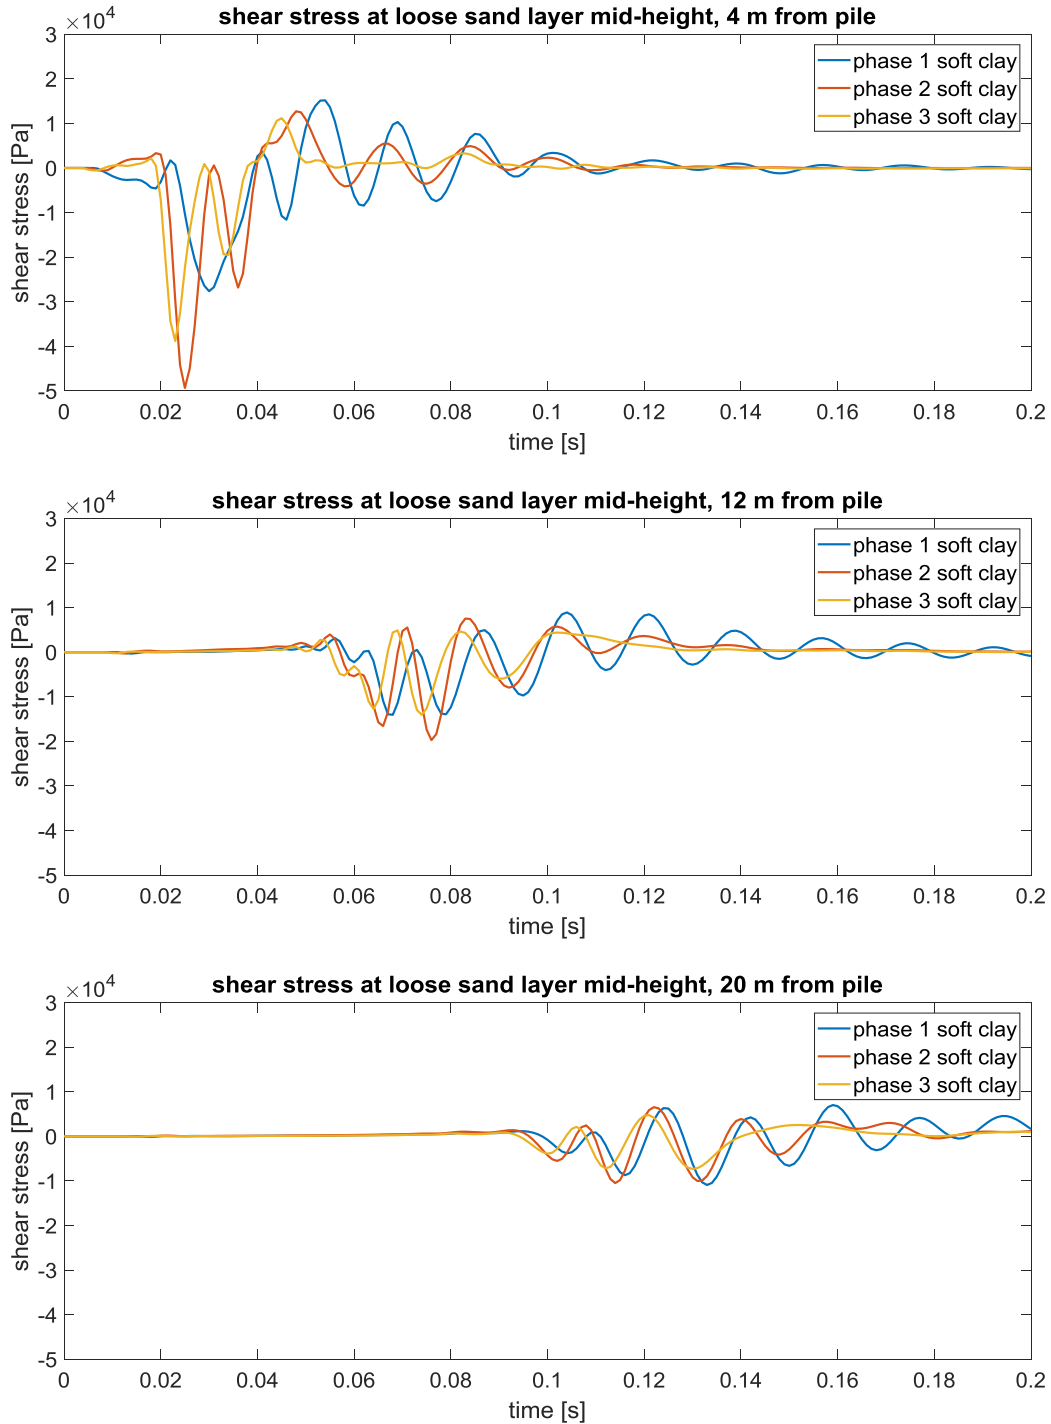 shear stress at loose sand layer mid-height, 4 m from pile
×10⁴
3
2
1
0
-1
-2
-3
-4
-5
shear stress [Pa]
phase 1 soft clay
phase 2 soft clay
phase 3 soft clay
0 0.02 0.04 0.06 0.08 0.1 0.12 0.14 0.16 0.18 0.2
time [s]
shear stress at loose sand layer mid-height, 12 m from pile
×10⁴
3
2
1
0
-1
-2
-3
-4
-5
shear stress [Pa]
phase 1 soft clay
phase 2 soft clay
phase 3 soft clay
0 0.02 0.04 0.06 0.08 0.1 0.12 0.14 0.16 0.18 0.2
time [s]
shear stress at loose sand layer mid-height, 20 m from pile
×10⁴
3
2
1
0
-1
-2
-3
-4
-5
shear stress [Pa]
phase 1 soft clay
phase 2 soft clay
phase 3 soft clay
0 0.02 0.04 0.06 0.08 0.1 0.12 0.14 0.16 0.18 0.2
time [s]